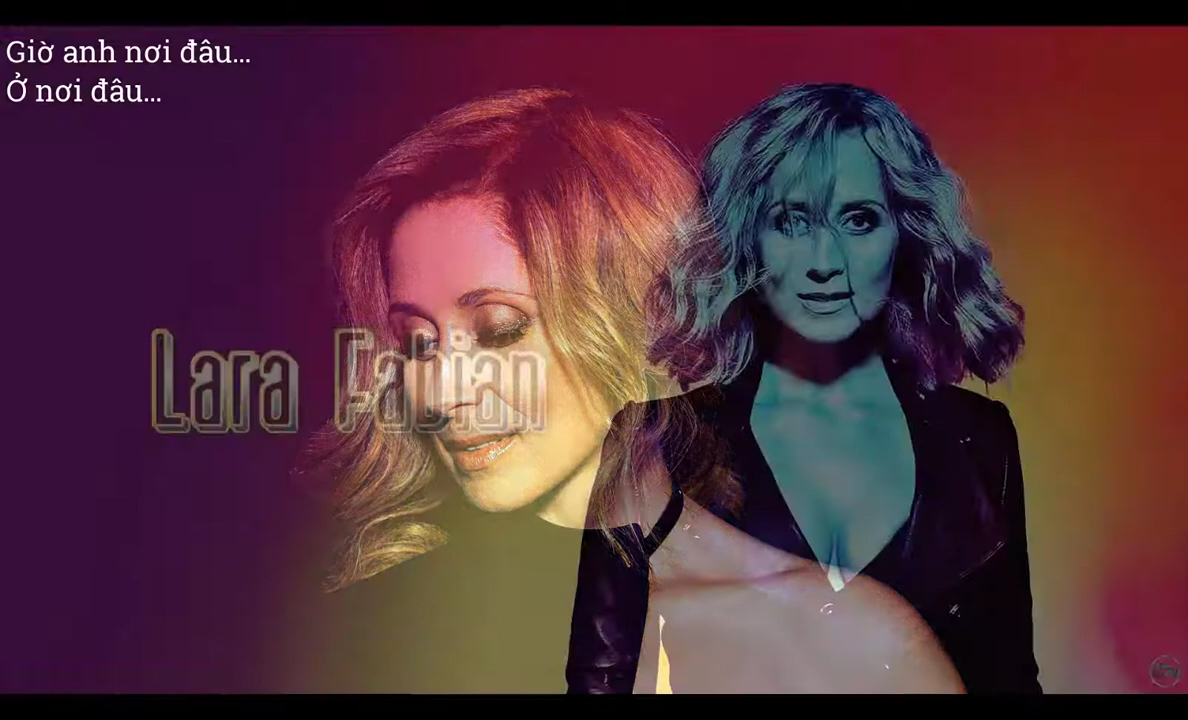 Giờ anh nơi đâu...
Ở nơi đâu...
Lara Fabian